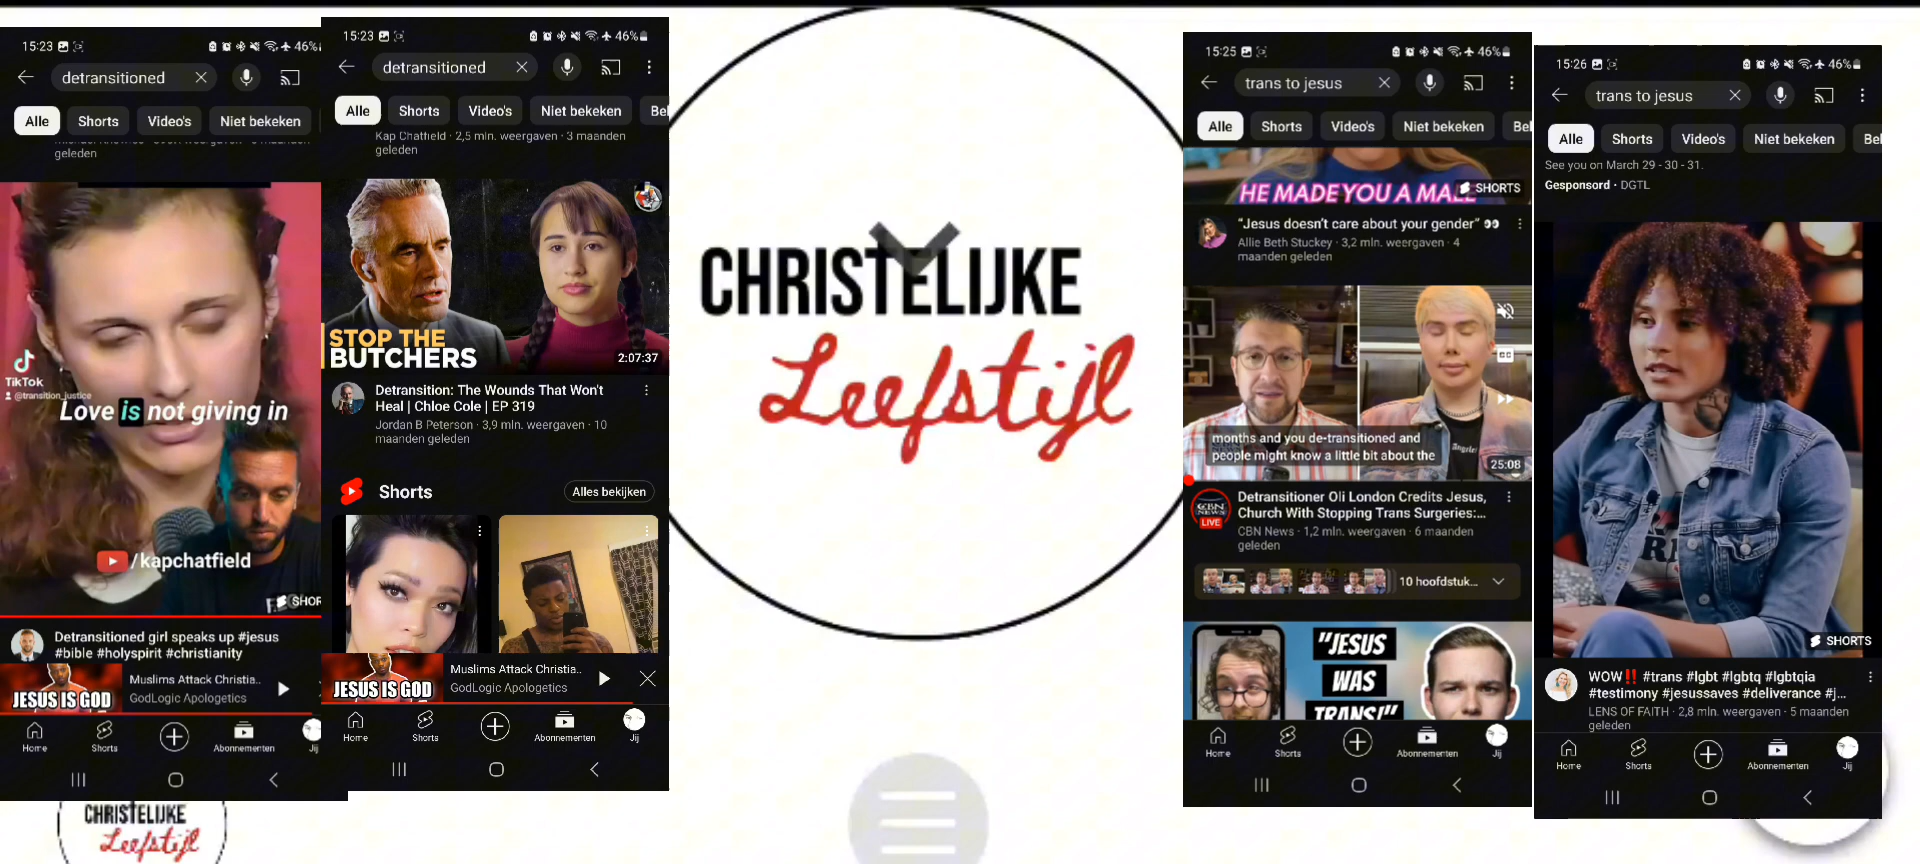 15:23
46%
detransitioned
Alle
Shorts
Video's
Niet bekeken
geleden
TikTok
@transition_justice
Love is not giving in
/kapchatfield
SHOR
Detransitioned girl speaks up #jesus
#bible #holyspirit #christianity
JESUS IS GOD
Muslims Attack Christia..
GodLogic Apologetics
Home
Shorts
Abonnementen
Jij
15:23
46%
detransitioned
Alle
Shorts
Video's
Niet bekeken
Bel
Kap Chatfield · 2,5 mln. weergaven · 3 maanden
geleden
STOP THE
BUTCHERS
2:07:37
Detransition: The Wounds That Won't
Heal | Chloe Cole | EP 319
Jordan B Peterson · 3,9 mln. weergaven · 10
maanden geleden
Shorts
Alles bekijken
JESUS IS GOD
Muslims Attack Christia..
GodLogic Apologetics
Home
Shorts
Abonnementen
Jij
CHRISTELIJKE
Leefstijl
15:25
46%
trans to jesus
Alle
Shorts
Video's
Niet bekeken
Bel
HE MADE YOU A MALE
SHORTS
"Jesus doesn't care about your gender" 👀
Allie Beth Stuckey · 3,2 mln. weergaven · 4
maanden geleden
months and you de-transitioned and
people might know a little bit about the
25:08
CBN
NEWS
LIVE
Detransitioner Oli London Credits Jesus,
Church With Stopping Trans Surgeries:...
CBN News · 1,2 mln. weergaven · 6 maanden
geleden
10 hoofdstuk...
"JESUS
WAS
TRANS!"
Home
Shorts
Abonnementen
Jij
15:26
46%
trans to jesus
Alle
Shorts
Video's
Niet bekeken
Bel
See you on March 29 - 30 - 31.
Gesponsord · DGTL
SHORTS
WOW‼️ #trans #lgbt #lgbtq #lgbtqia
#testimony #jesussaves #deliverance #j...
LENS OF FAITH · 2,8 mln. weergaven · 5 maanden
geleden
Home
Shorts
Abonnementen
Jij
CHRISTELIJKE
Leefstijl